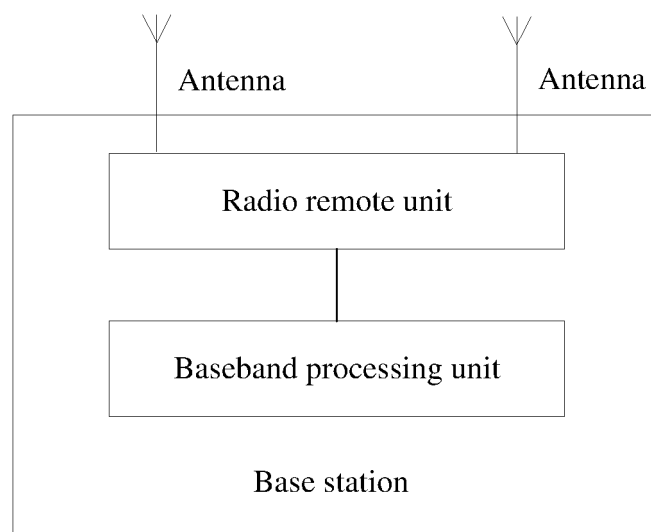 Antenna
Antenna
Radio remote unit
Baseband processing unit
Base station